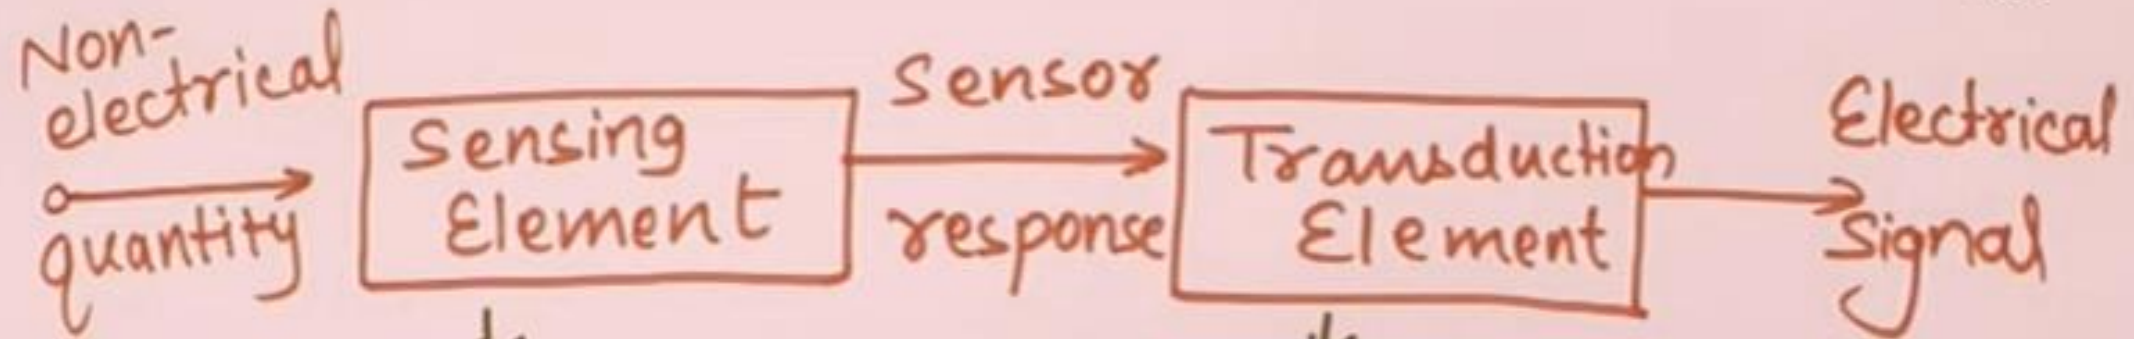 Non-
electrical
quantity
Sensing
Element
Sensor
response
Transduction
Element
Electrical
Signal